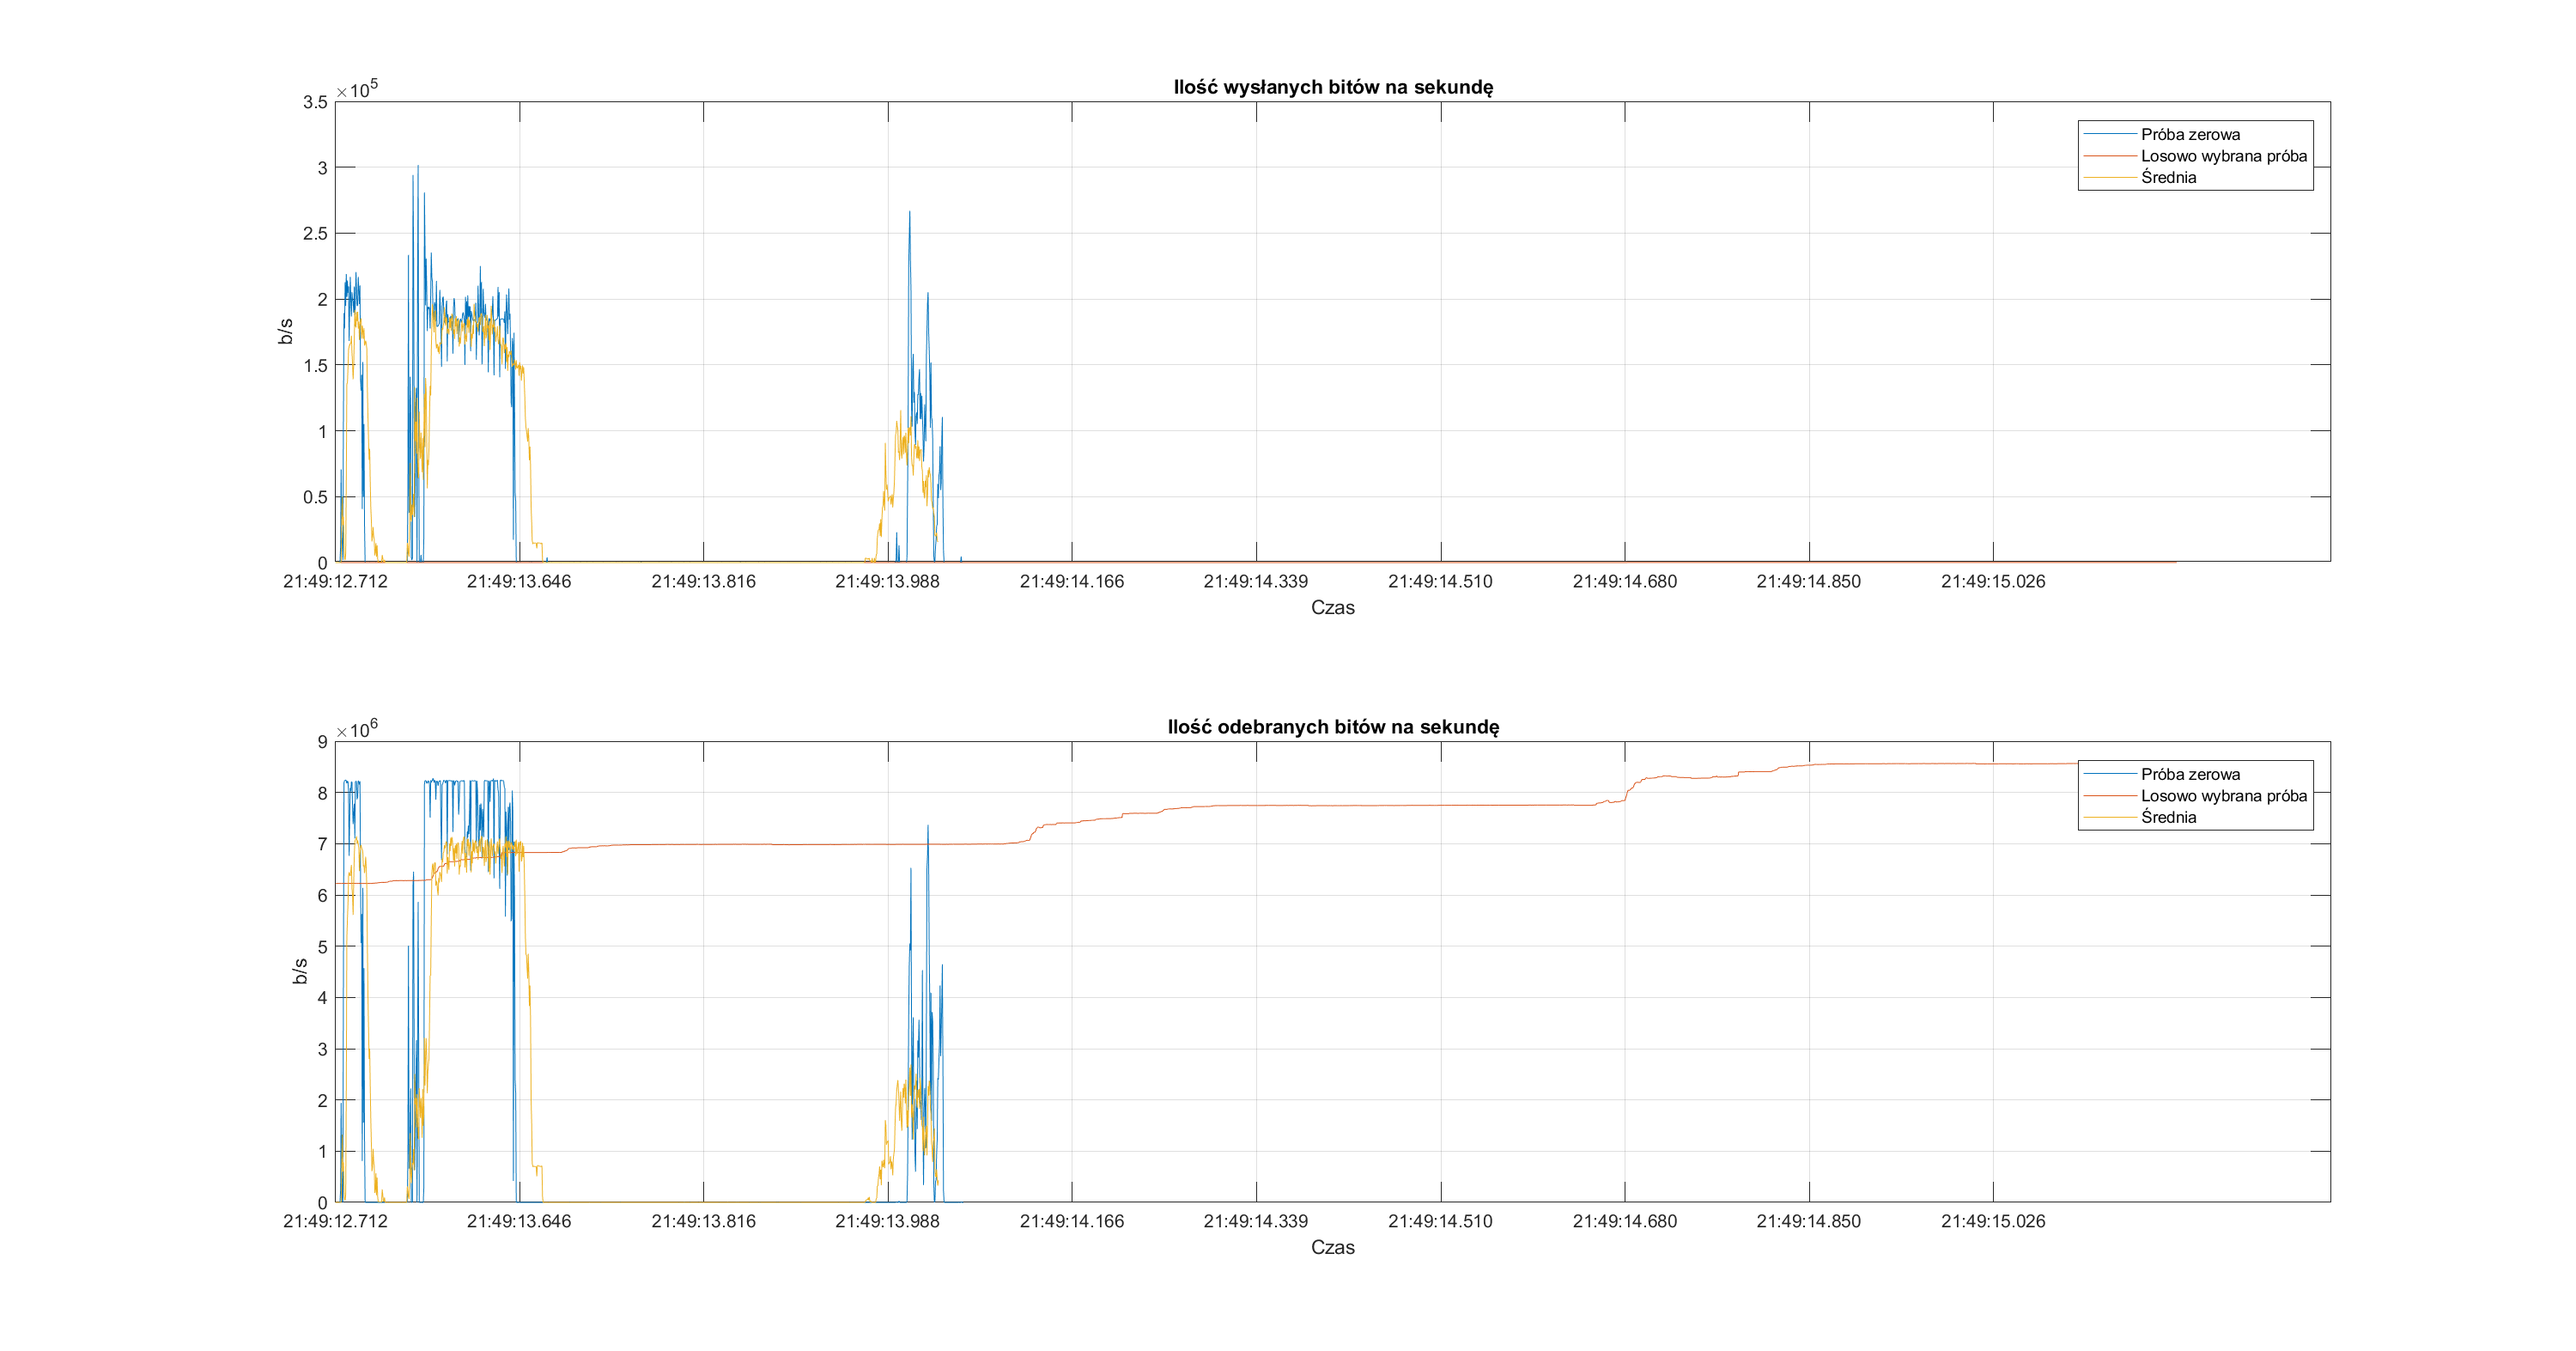 Ilość wysłanych bitów na sekundę
×10^5
3.5
3
2.5
2
1.5
1
0.5
0
b/s
Próba zerowa
Losowo wybrana próba
Średnia
21:49:12.712 21:49:13.646 21:49:13.816 21:49:13.988 21:49:14.166 21:49:14.339 21:49:14.510 21:49:14.680 21:49:14.850 21:49:15.026
Czas
Ilość odebranych bitów na sekundę
×10^6
9
8
7
6
5
4
3
2
1
0
b/s
Próba zerowa
Losowo wybrana próba
Średnia
21:49:12.712 21:49:13.646 21:49:13.816 21:49:13.988 21:49:14.166 21:49:14.339 21:49:14.510 21:49:14.680 21:49:14.850 21:49:15.026
Czas